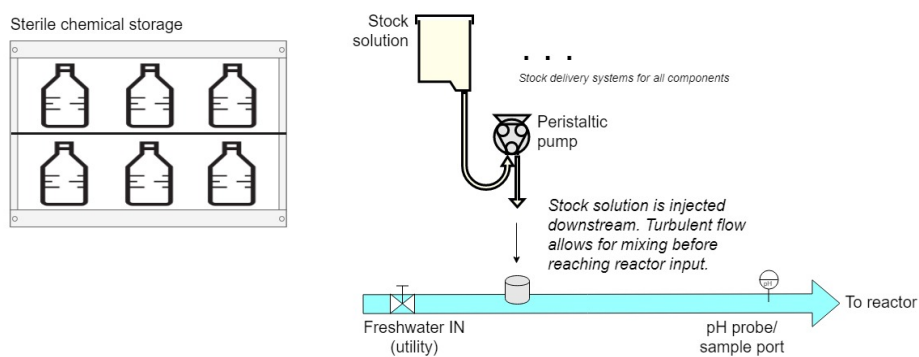 Sterile chemical storage
Stock
solution
. . .
Stock delivery systems for all components
Peristaltic
pump
Stock solution is injected
downstream. Turbulent flow
allows for mixing before
reaching reactor input.
pH
To reactor
Freshwater IN
(utility)
pH probe/
sample port